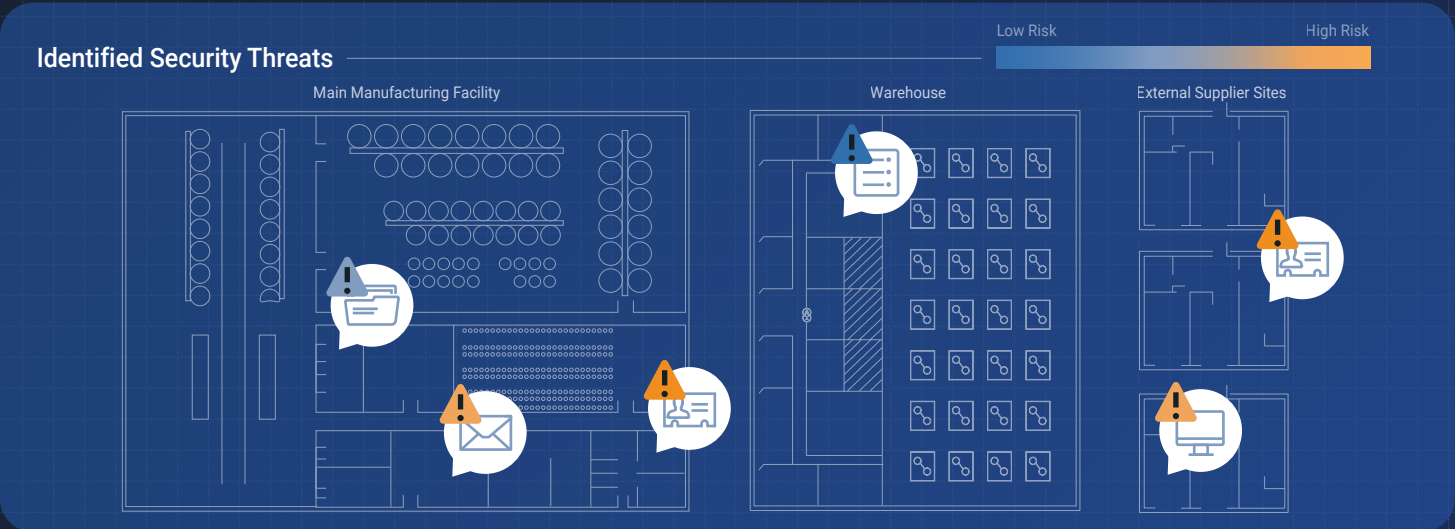 Low Risk
High Risk
Identified Security Threats
Main Manufacturing Facility
Warehouse
External Supplier Sites